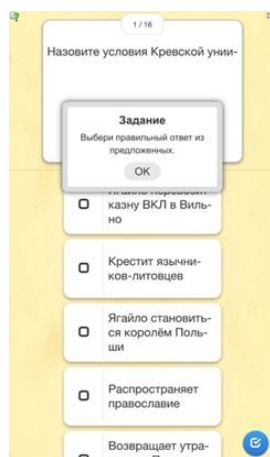 1 / 16
Назовите условия Кревской унии-
Задание
Выбери правильный ответ из
предложенных.
OK
казну ВКЛ в Виль-
но
Крестит язычни-
ков-литовцев
Ягайло становить-
ся королём Поль-
ши
Распространяет
православие
Возвращает утра-